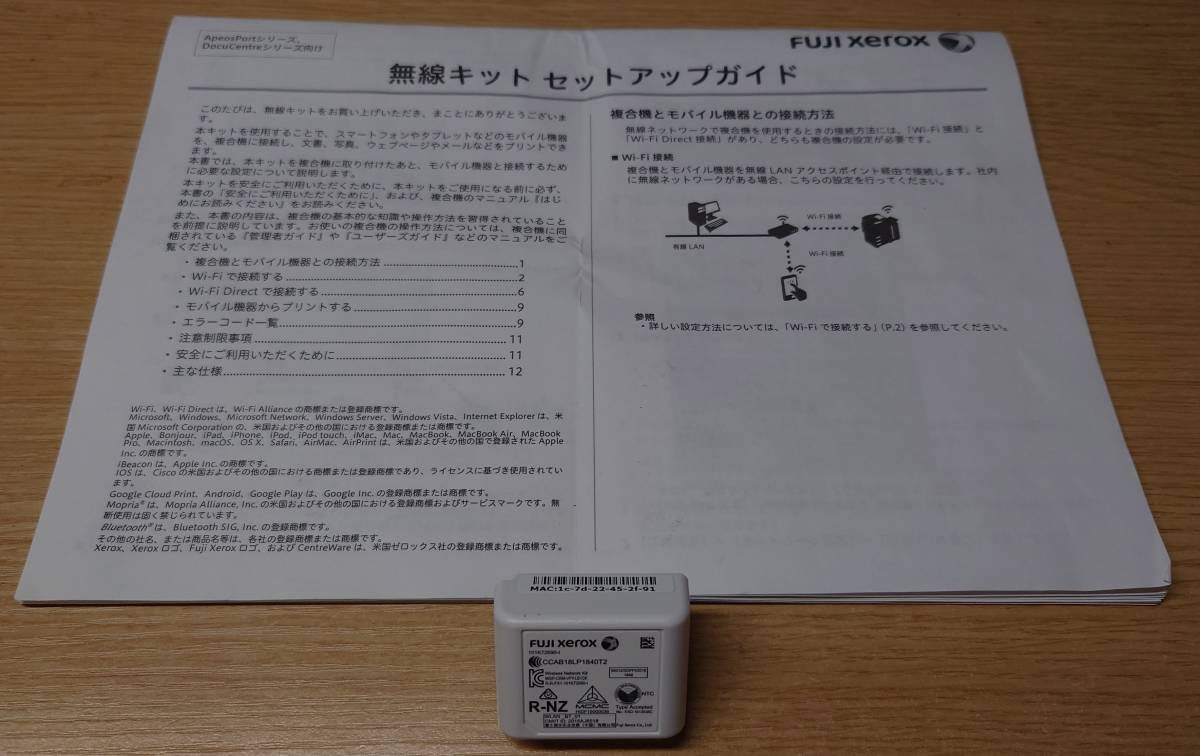 ApeosPortシリーズ、
DocuCentreシリーズ向け
FUJI xerox
無線キット セットアップガイド
このたびは、無線キットをお買い上げいただき、まことにありがとうございま
す。
本キットを使用することで、スマートフォンやタブレットなどのモバイル機器
を、複合機に接続し、文書、写真、ウェブページやメールなどをプリントでき
ます。
本書では、本キットを複合機に取り付けたあと、モバイル機器と接続するため
に必要な設定について説明します。
本キットを安全にご利用いただくために、本キットをご使用になる前に必ず、
本書の「安全にご利用いただくために」、および、複合機のマニュアル『はじ
めにお読みください』をお読みください。
また、本書の内容は、複合機の基本的な知識や操作方法を習得されていること
を前提に説明しています。お使いの複合機の操作方法については、複合機に同
梱されている『管理者ガイド』や『ユーザーズガイド』などのマニュアルをご
覧ください。
・複合機とモバイル機器との接続方法 1
・Wi-Fi で接続する 2
・Wi-Fi Direct で接続する 6
・モバイル機器からプリントする 9
・エラーコード一覧 9
・注意制限事項 11
・安全にご利用いただくために 11
・主な仕様 12
Wi-Fi、Wi-Fi Direct は、Wi-Fi Alliance の商標または登録商標です。
Microsoft、Windows、Microsoft Network、Windows Server、Windows Vista、Internet Explorer は、米
国 Microsoft Corporation の、米国およびその他の国における登録商標または商標です。
Apple、Bonjour、iPad、iPhone、iPod、iPod touch、iMac、Mac、MacBook、MacBook Air、MacBook
Pro、Macintosh、macOS、OS X、Safari、AirMac、AirPrint は、米国およびその他の国で登録された Apple
Inc. の商標です。
iBeacon は、Apple Inc. の商標です。
IOS は、Cisco の米国およびその他の国における商標または登録商標であり、ライセンスに基づき使用されてい
ます。
Google Cloud Print、Android、Google Play は、Google Inc. の登録商標または商標です。
Mopria® は、Mopria Alliance, Inc. の米国およびその他の国における登録商標およびサービスマークです。無
断使用は固く禁じられています。
Bluetooth® は、Bluetooth SIG, Inc. の登録商標です。
その他の社名、または商品名等は、各社の登録商標または商標です。
Xerox、Xerox ロゴ、Fuji Xerox ロゴ、および CentreWare は、米国ゼロックス社の登録商標または商標です。
複合機とモバイル機器との接続方法
無線ネットワークで複合機を使用するときの接続方法には、「Wi-Fi 接続」と
「Wi-Fi Direct 接続」があり、どちらも複合機の設定が必要です。
■ Wi-Fi 接続
複合機とモバイル機器を無線 LAN アクセスポイント経由で接続します。社内
に無線ネットワークがある場合、こちらの設定を行ってください。
Wi-Fi 接続
有線 LAN
Wi-Fi 接続
参照
・詳しい設定方法については、「Wi-Fi で接続する」(P.2) を参照してください。
MAC:1c-7d-22-45-2f-91
FUJI xerox
CCAB18LP1840T2
Wireless Network Kit
R-NZ
MCMC
NTC
Type Accepted
WLAN BT_01
Fuji Xerox Co.,Ltd.